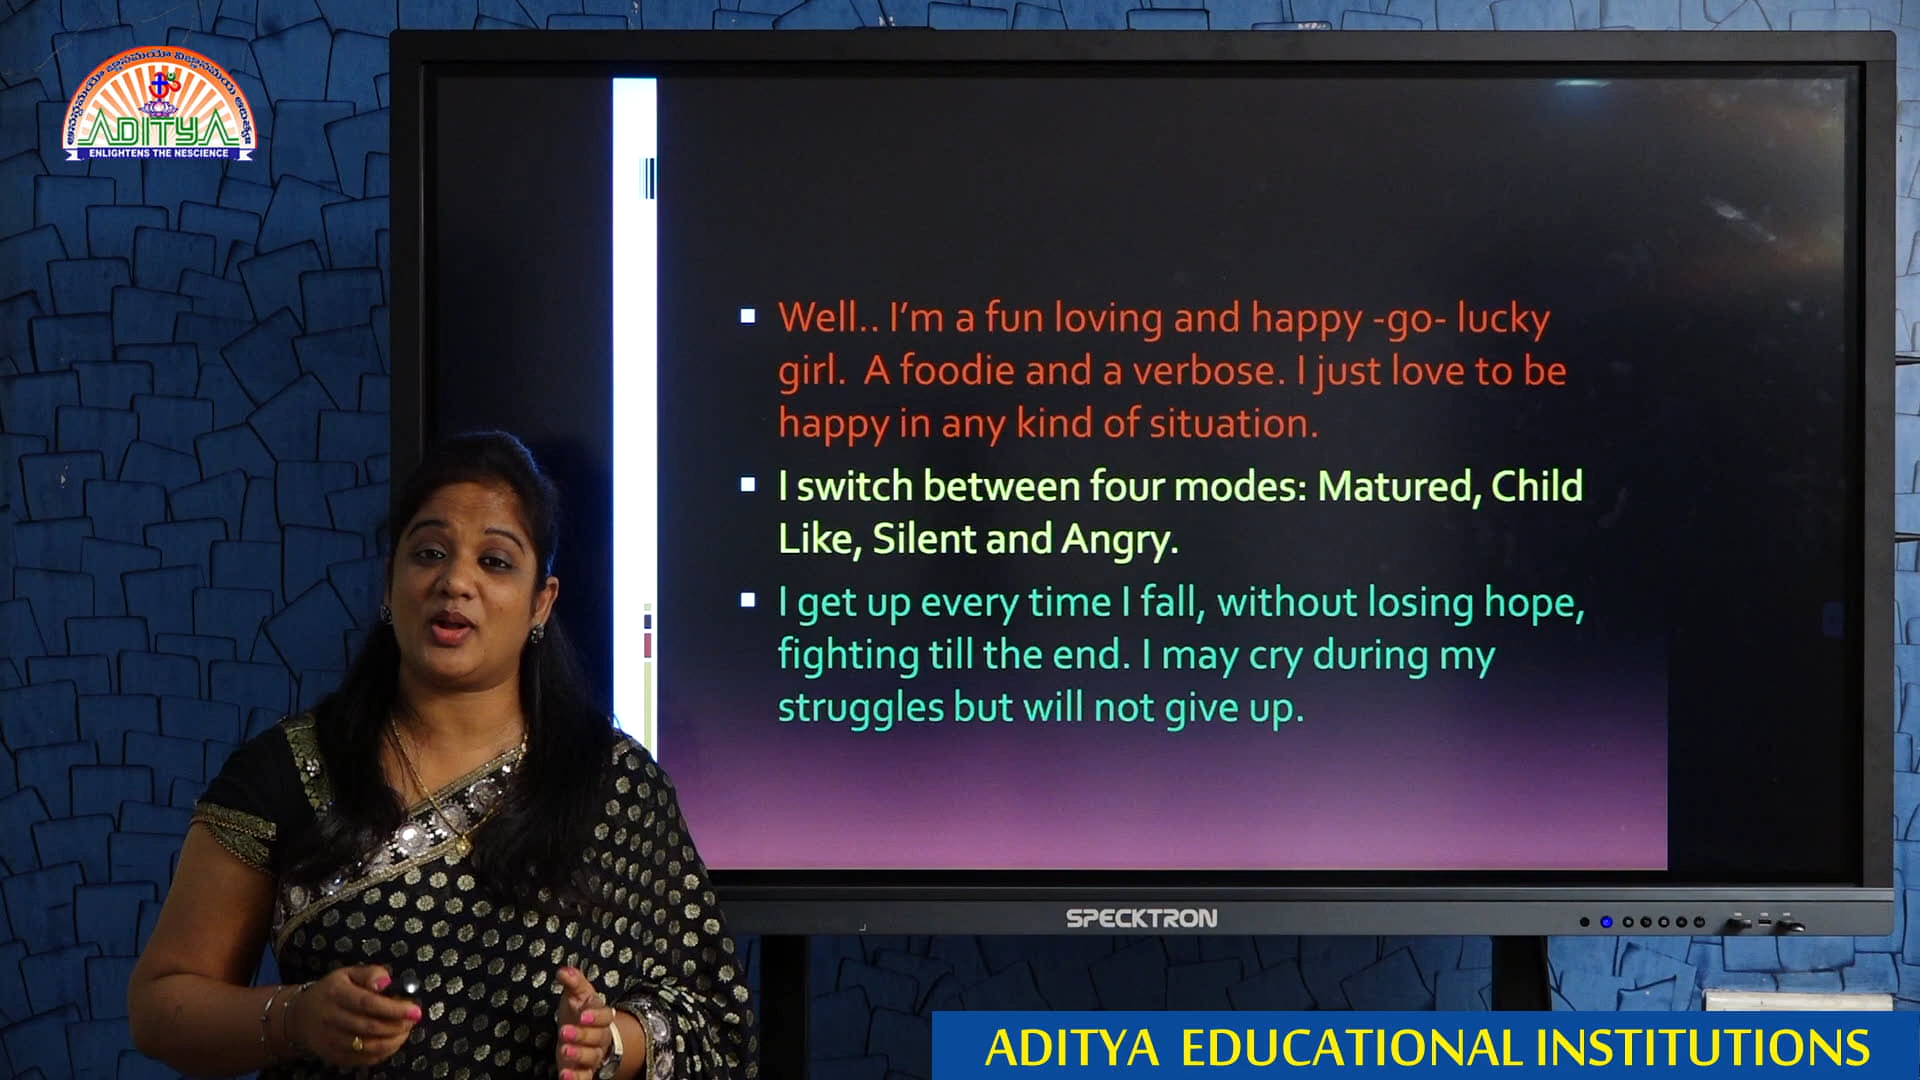 ADITYA
ENLIGHTENS THE NESCIENCE
Well.. I'm a fun loving and happy -go- lucky
girl. A foodie and a verbose. I just love to be
happy in any kind of situation.
I switch between four modes: Matured, Child
Like, Silent and Angry.
I get up every time I fall, without losing hope,
fighting till the end. I may cry during my
struggles but will not give up.
SPECKTRON
ADITYA EDUCATIONAL INSTITUTIONS